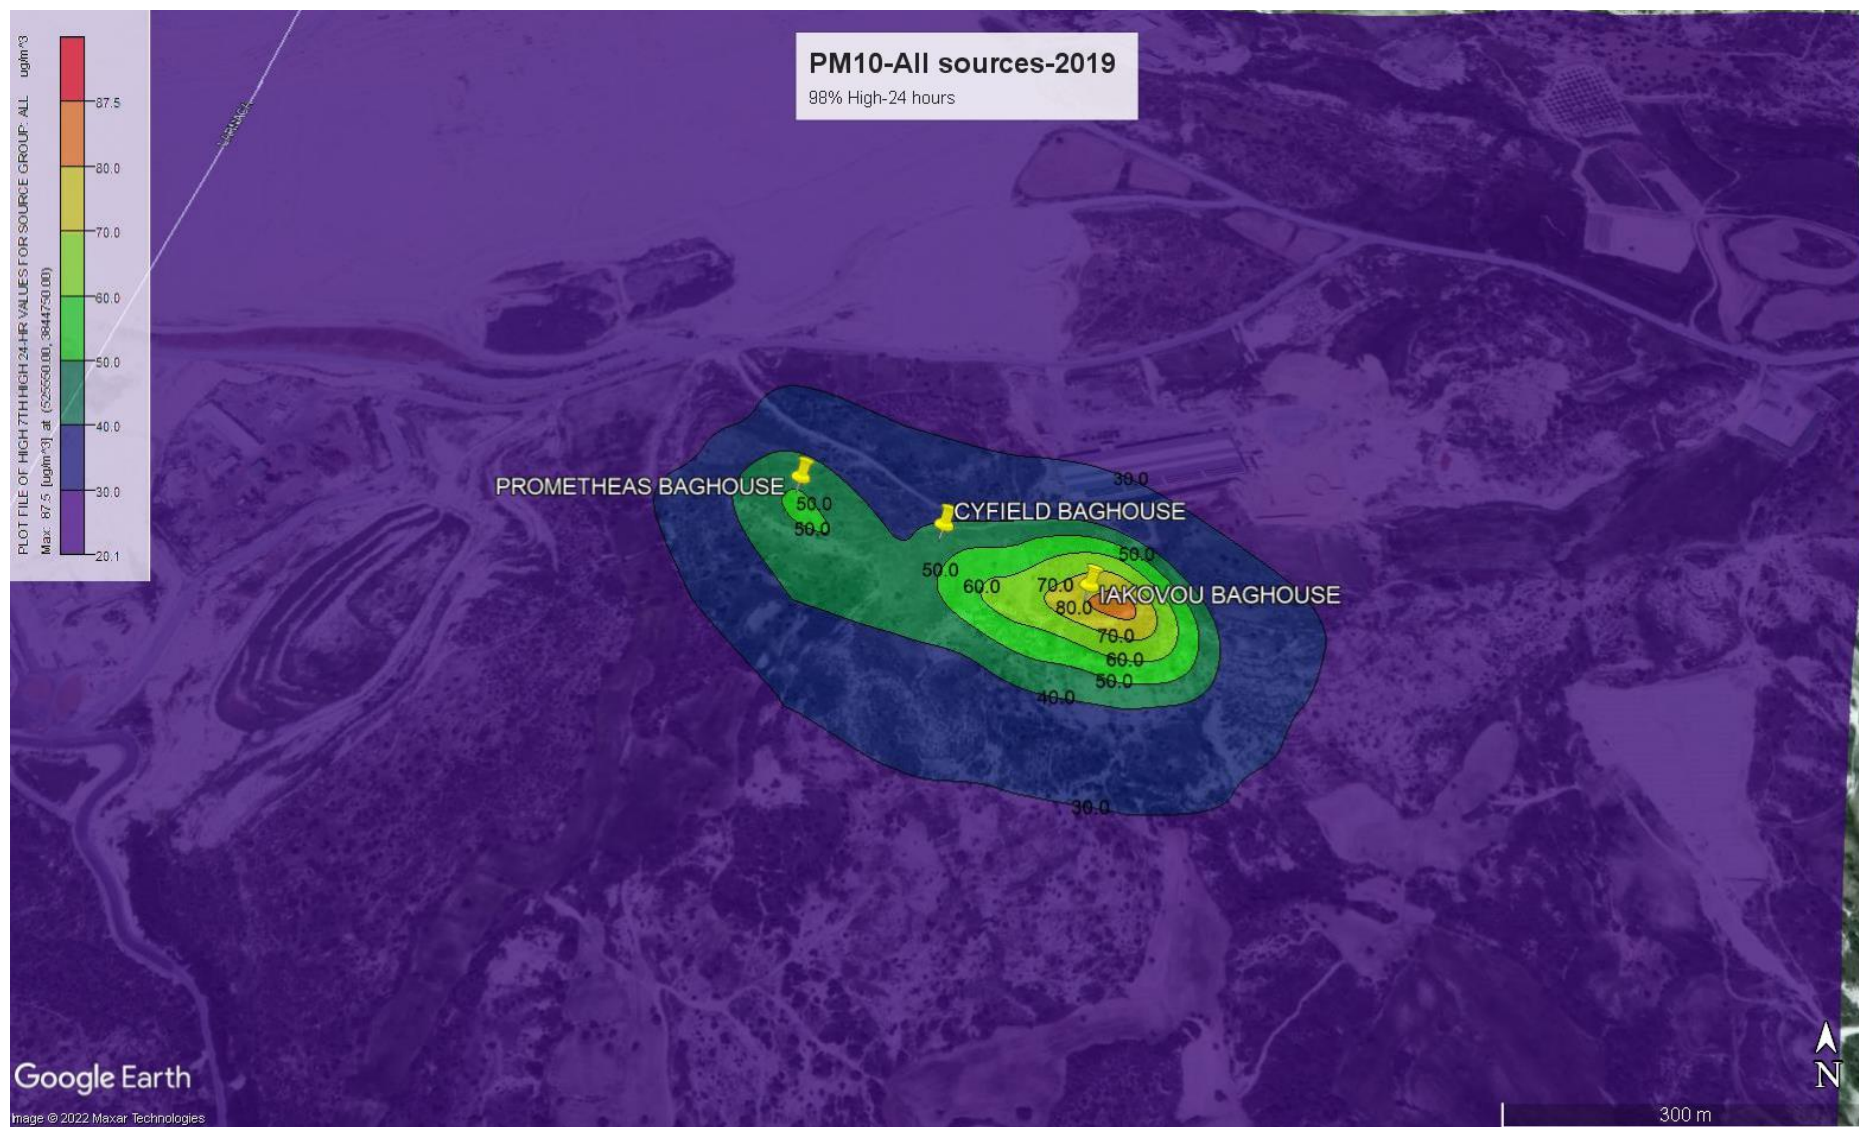 PM10-All sources-2019
98% High-24 hours
PLOT FILE OF HIGH 7TH HIGH 24-HR VALUES FOR SOURCE GROUP: ALL ug/m^3
Max: 87.5 [ug/m^3] at (525550.00, 3844750.00)
87.5
80.0
70.0
60.0
50.0
40.0
30.0
20.1
LARNACA
30.0
PROMETHEAS BAGHOUSE
50.0
CYFIELD BAGHOUSE
50.0
50.0
50.0
60.0
70.0
IAKOVOU BAGHOUSE
80.0
70.0
60.0
50.0
40.0
30.0
N
Google Earth
Image © 2022 Maxar Technologies
300 m